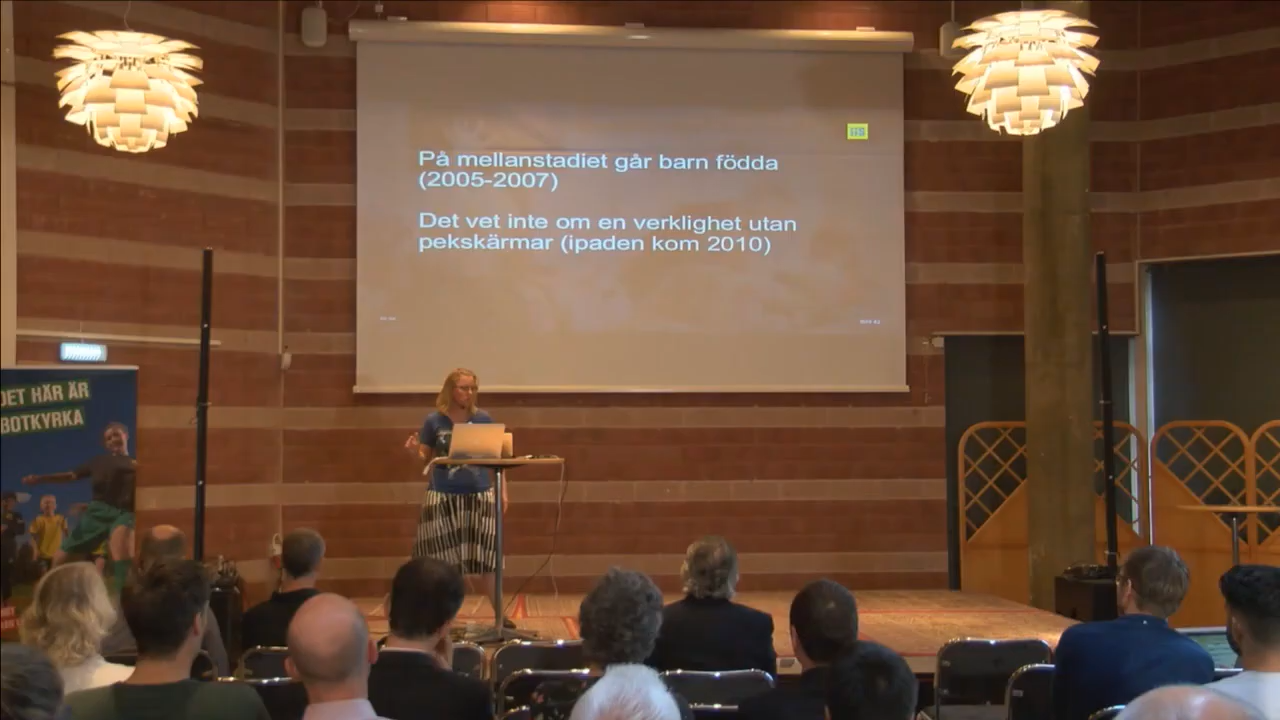 På mellanstadiet går barn födda
(2005-2007)
Det vet inte om en verklighet utan
pekskärmar (ipaden kom 2010)
DET HÄR ÄR
BOTKYRKA